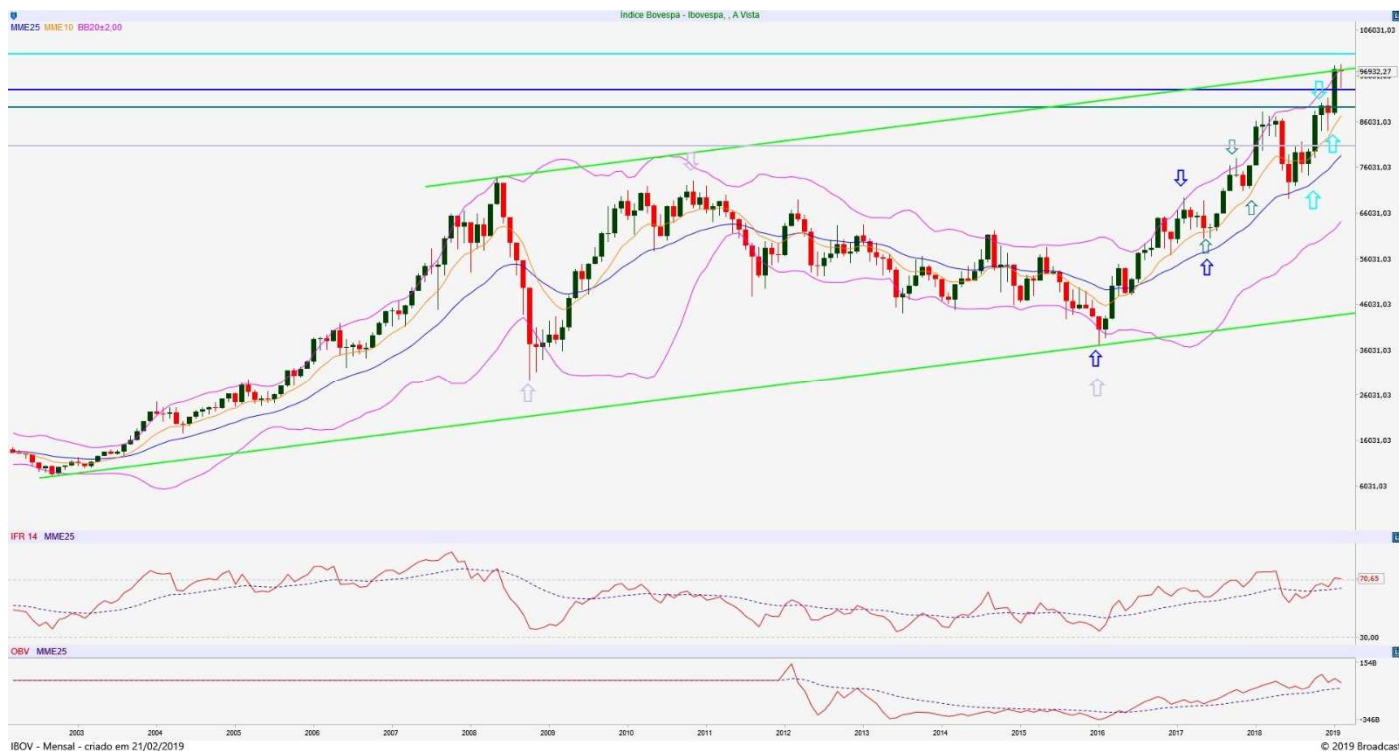 Índice Bovespa - Ibovespa, , A Vista
MME25 MME10 BB20±2,00
106031,03
96932,27
86031,03
76031,03
66031,03
56031,03
46031,03
36031,03
26031,03
16031,03
6031,03
IFR 14 MME25
70,65
30,00
OBV MME25
154B
-346B
2003 2004 2005 2006 2007 2008 2009 2010 2011 2012 2013 2014 2015 2016 2017 2018 2019
IBOV - Mensal - criado em 21/02/2019
© 2019 Broadcast